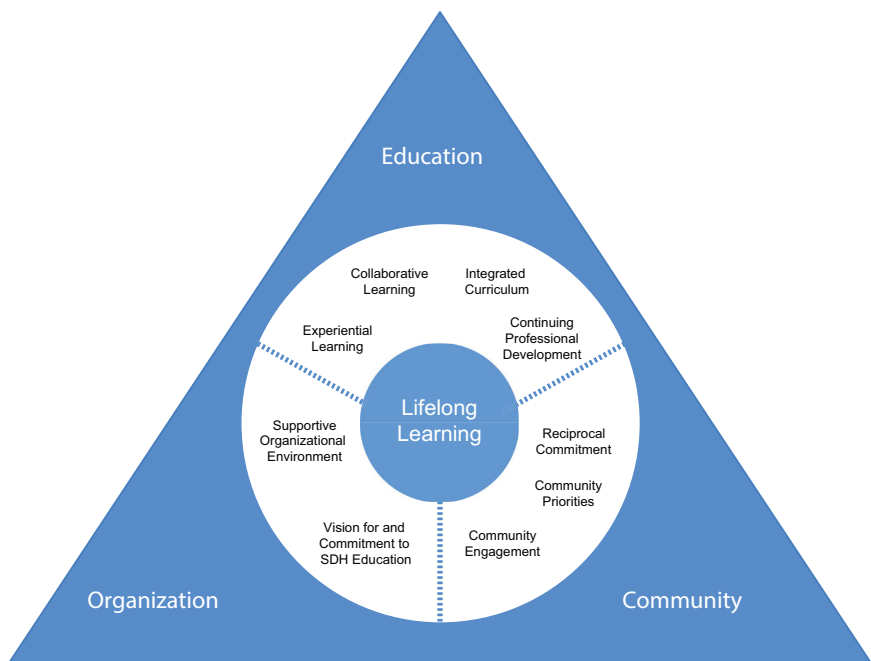 Education
Collaborative
Learning
Integrated
Curriculum
Experiential
Learning
Continuing
Professional
Development
Lifelong
Learning
Supportive
Organizational
Environment
Reciprocal
Commitment
Community
Priorities
Vision for and
Commitment to
SDH Education
Community
Engagement
Organization
Community